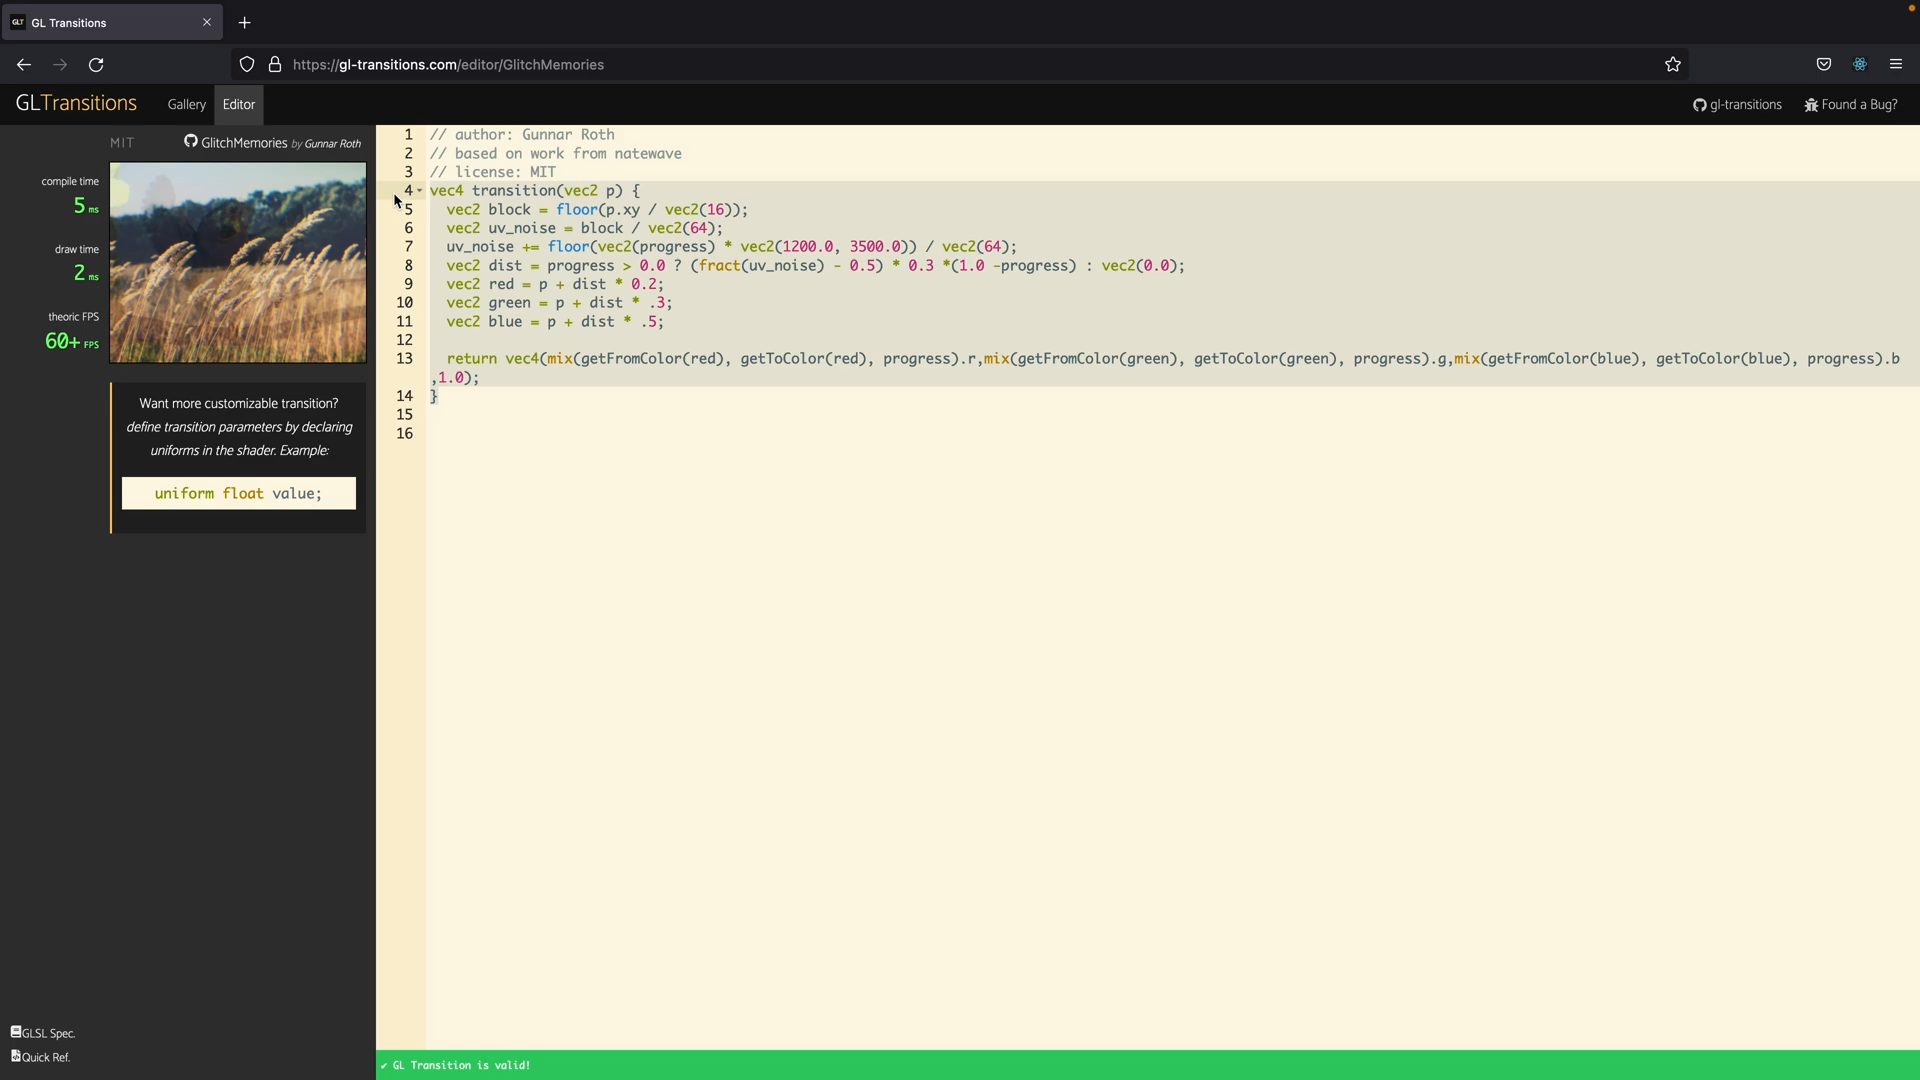 GLT GL Transitions
https://gl-transitions.com/editor/GlitchMemories
GLTransitions Gallery Editor gl-transitions Found a Bug?
MIT GlitchMemories by Gunnar Roth
compile time
5 ms
draw time
2 ms
theoric FPS
60+ FPS
Want more customizable transition?
define transition parameters by declaring
uniforms in the shader. Example:
uniform float value;
GLSL Spec.
Quick Ref.
1 // author: Gunnar Roth
2 // based on work from natewave
3 // license: MIT
4 vec4 transition(vec2 p) {
5 vec2 block = floor(p.xy / vec2(16));
6 vec2 uv_noise = block / vec2(64);
7 uv_noise += floor(vec2(progress) * vec2(1200.0, 3500.0)) / vec2(64);
8 vec2 dist = progress > 0.0 ? (fract(uv_noise) - 0.5) * 0.3 *(1.0 -progress) : vec2(0.0);
9 vec2 red = p + dist * 0.2;
10 vec2 green = p + dist * .3;
11 vec2 blue = p + dist * .5;
12
13 return vec4(mix(getFromColor(red), getToColor(red), progress).r,mix(getFromColor(green), getToColor(green), progress).g,mix(getFromColor(blue), getToColor(blue), progress).b
,1.0);
14 }
15
16
✔ GL Transition is valid!